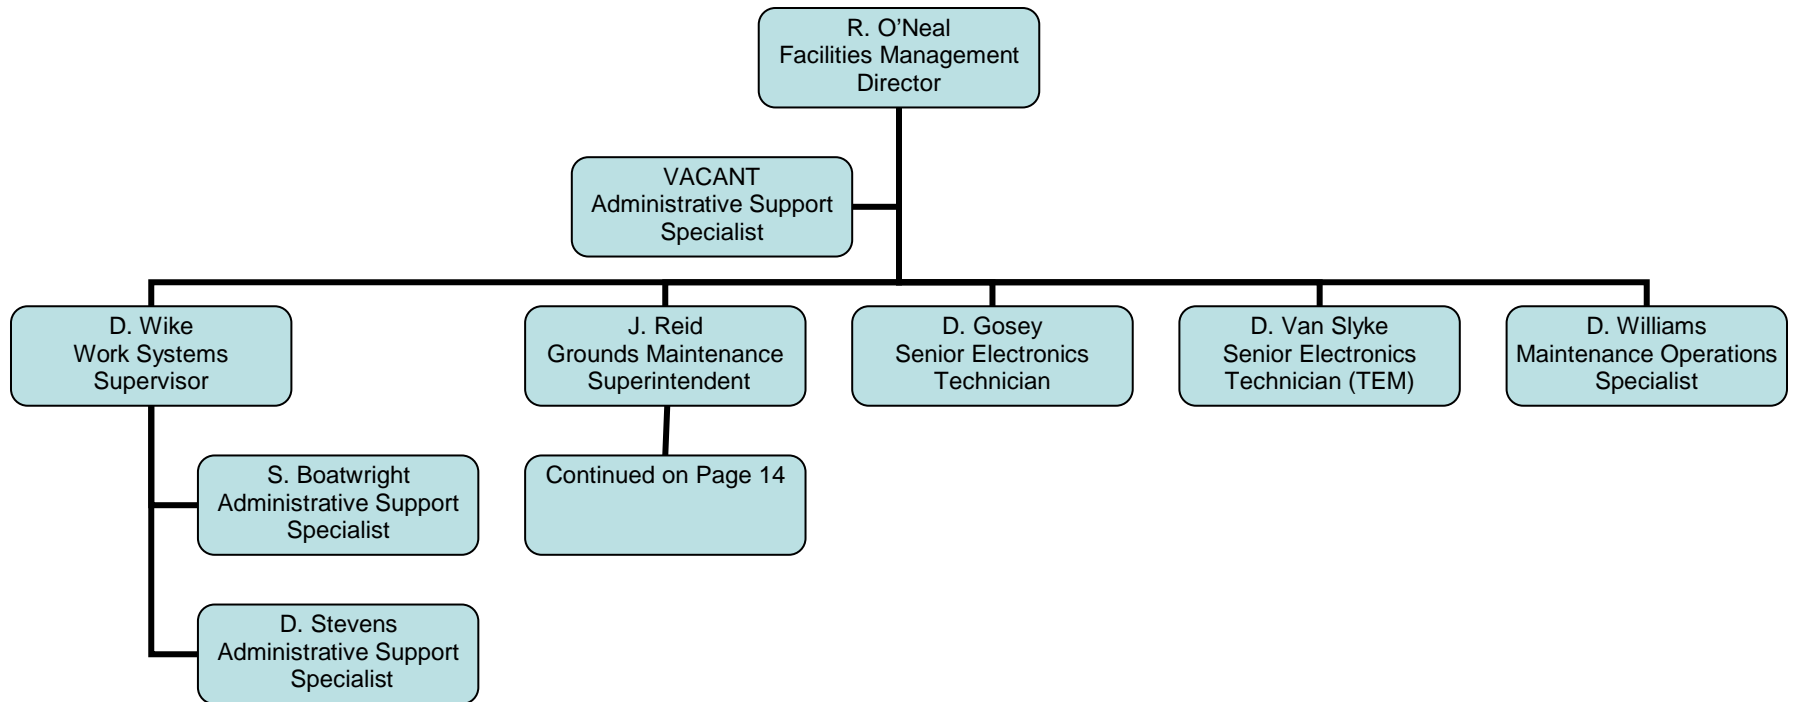 R. O’Neal
Facilities Management
Director
VACANT
Administrative Support
Specialist
D. Wike
Work Systems
Supervisor
J. Reid
Grounds Maintenance
Superintendent
D. Gosey
Senior Electronics
Technician
D. Van Slyke
Senior Electronics
Technician (TEM)
D. Williams
Maintenance Operations
Specialist
S. Boatwright
Administrative Support
Specialist
Continued on Page 14
D. Stevens
Administrative Support
Specialist